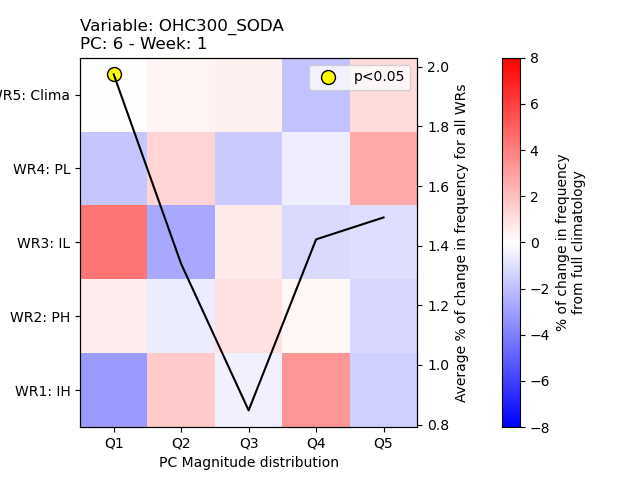 Variable: OHC300_SODA
PC: 6 - Week: 1
p<0.05
R5: Clima
WR4: PL
WR3: IL
WR2: PH
WR1: IH
Q1 Q2 Q3 Q4 Q5
PC Magnitude distribution
2.0
1.8
1.6
1.4
1.2
1.0
0.8
Average % of change in frequency for all WRs
8
6
4
2
0
−2
−4
−6
−8
% of change in frequency
from full climatology